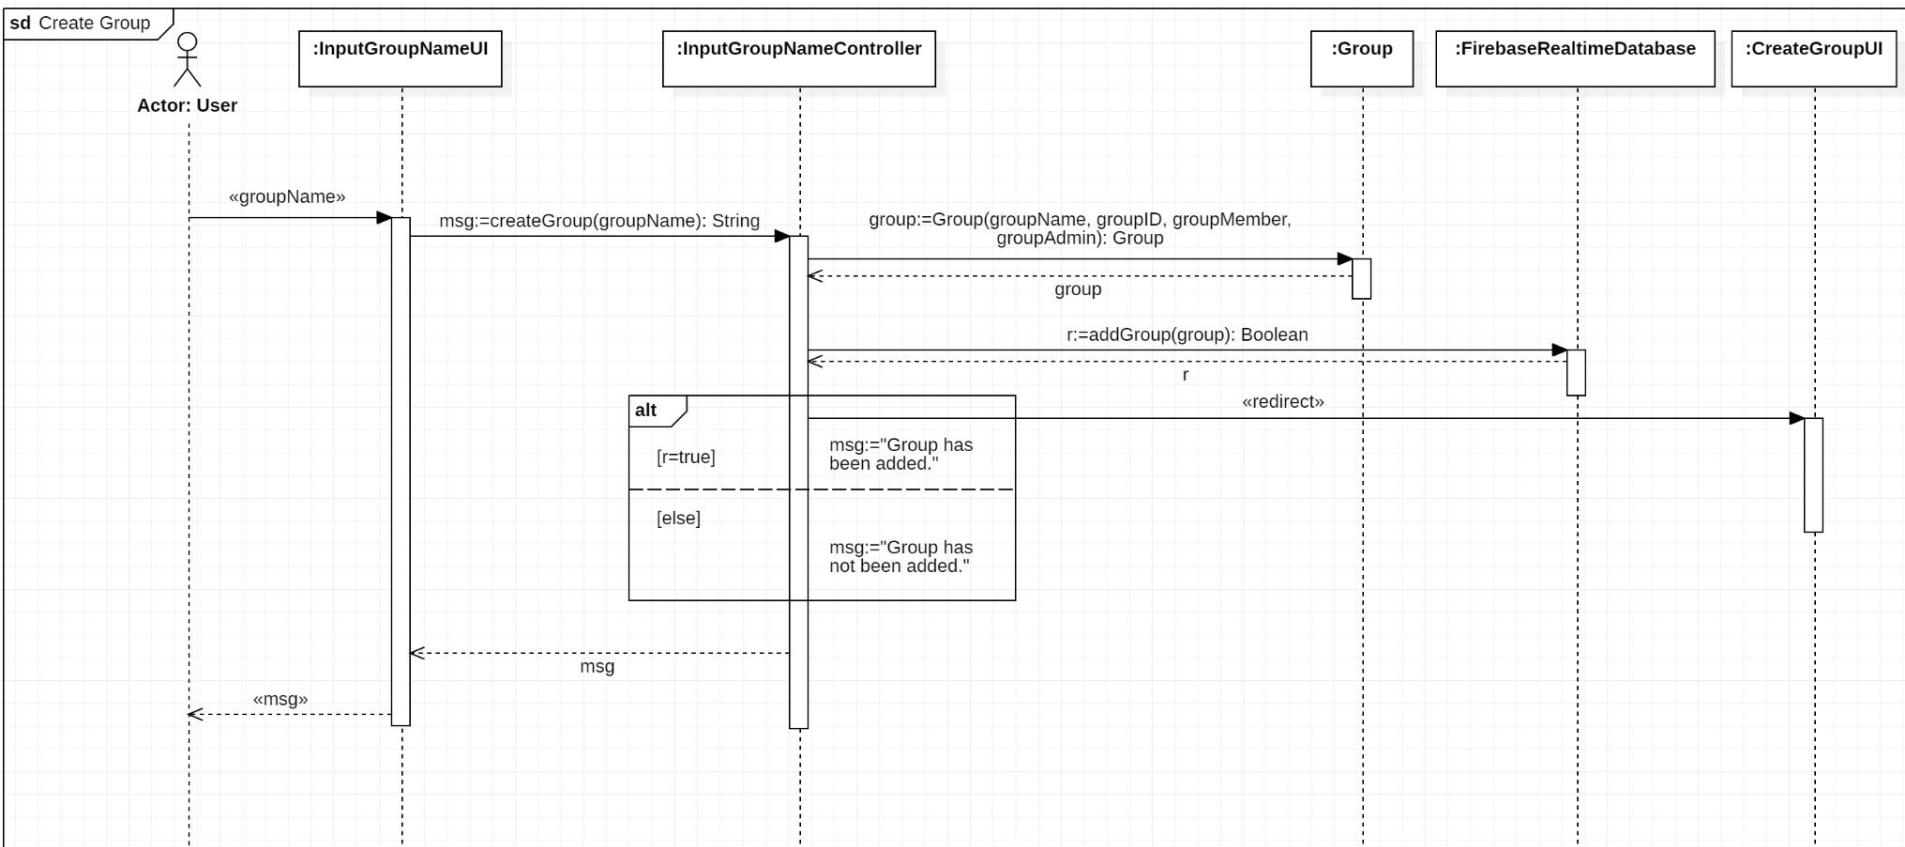 sd Create Group
:InputGroupNameUI
:InputGroupNameController
:Group
:FirebaseRealtimeDatabase
:CreateGroupUI
Actor: User
«groupName»
msg:=createGroup(groupName): String
group:=Group(groupName, groupID, groupMember,
groupAdmin): Group
group
r:=addGroup(group): Boolean
r
«redirect»
alt
[r=true]
msg:="Group has
been added."
[else]
msg:="Group has
not been added."
msg
«msg»